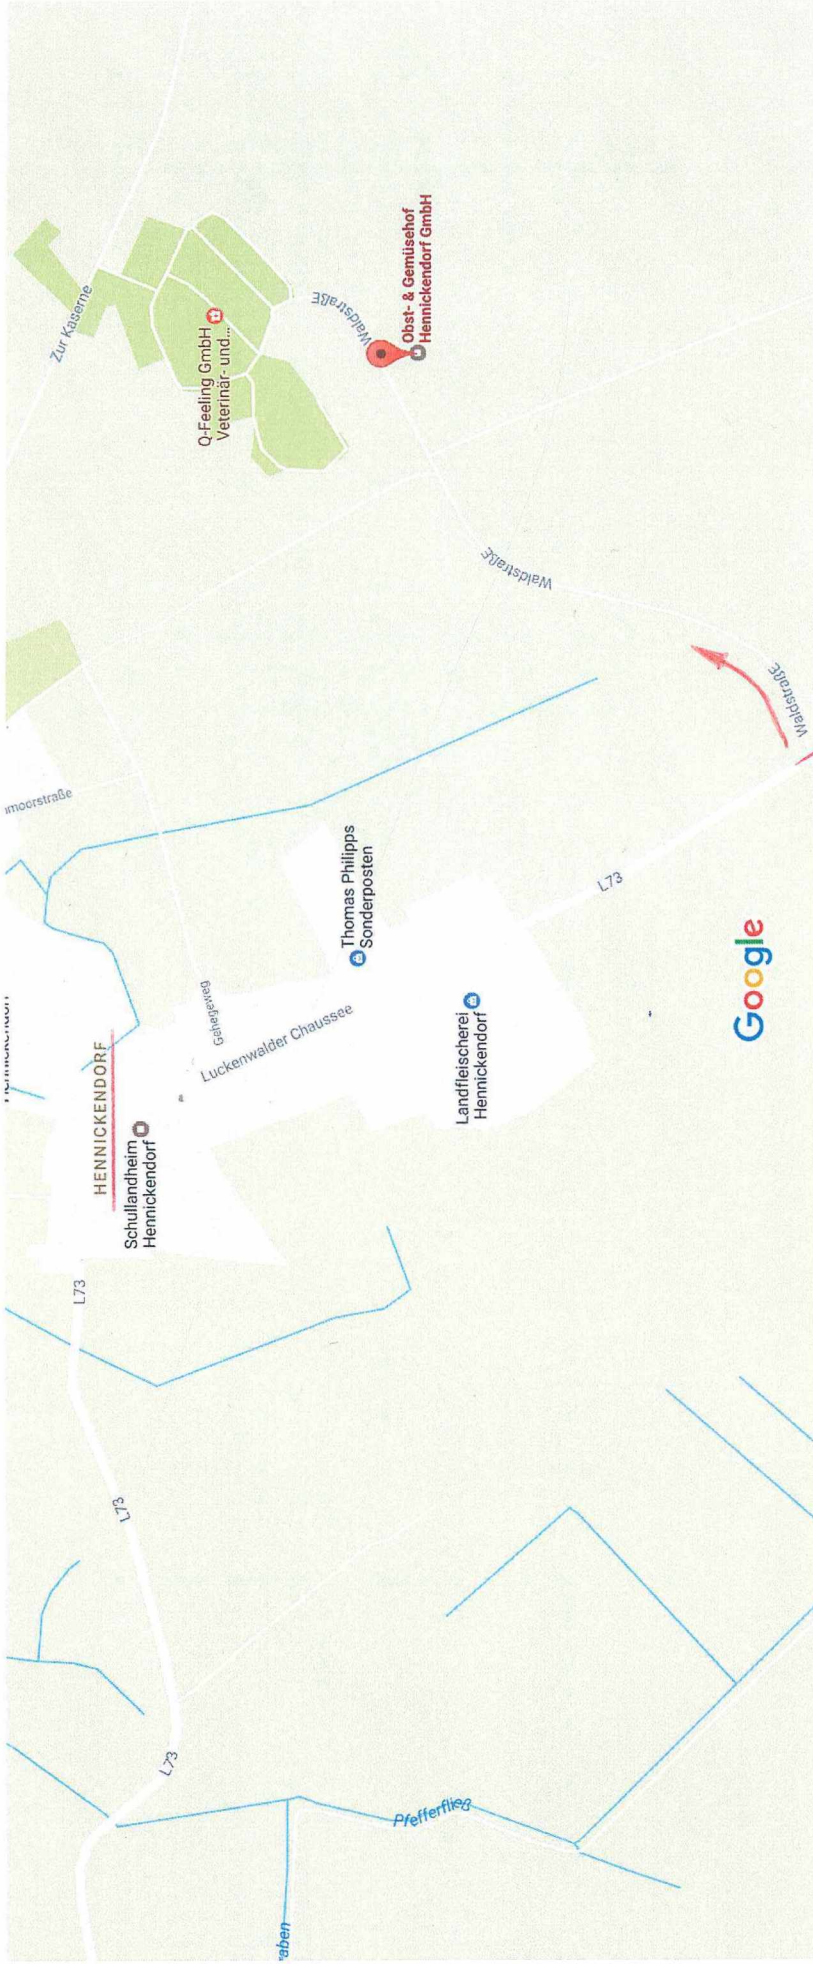 Zur Kaserne
Q-Feeling GmbH
Veterinär- und...
Waldstraße
Obst- & Gemüsehof
Hennickendorf GmbH
Waldstraße
Waldstraße
moorstraße
Thomas Philipps
Sonderposten
L73
Gehegeweg
Luckenwalder Chaussee
HENNICKENDORF
Schullandheim
Hennickendorf
Landfleischerei
Hennickendorf
Google
L73
L73
L73
Pfefferfließ
raben